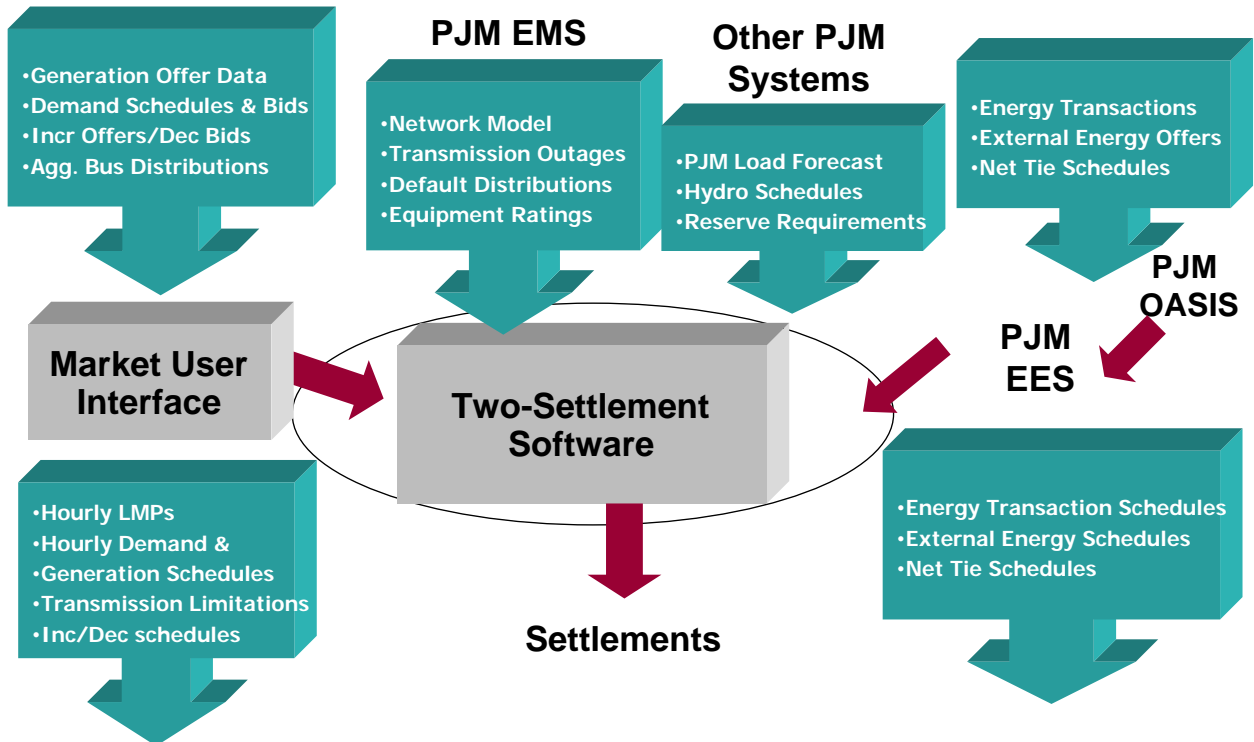 •Generation Offer Data
•Demand Schedules & Bids
•Incr Offers/Dec Bids
•Agg. Bus Distributions
PJM EMS
•Network Model
•Transmission Outages
•Default Distributions
•Equipment Ratings
Other PJM
Systems
•PJM Load Forecast
•Hydro Schedules
•Reserve Requirements
•Energy Transactions
•External Energy Offers
•Net Tie Schedules
PJM
OASIS
PJM
EES
Market User
Interface
Two-Settlement
Software
•Hourly LMPs
•Hourly Demand &
•Generation Schedules
•Transmission Limitations
•Inc/Dec schedules
Settlements
•Energy Transaction Schedules
•External Energy Schedules
•Net Tie Schedules